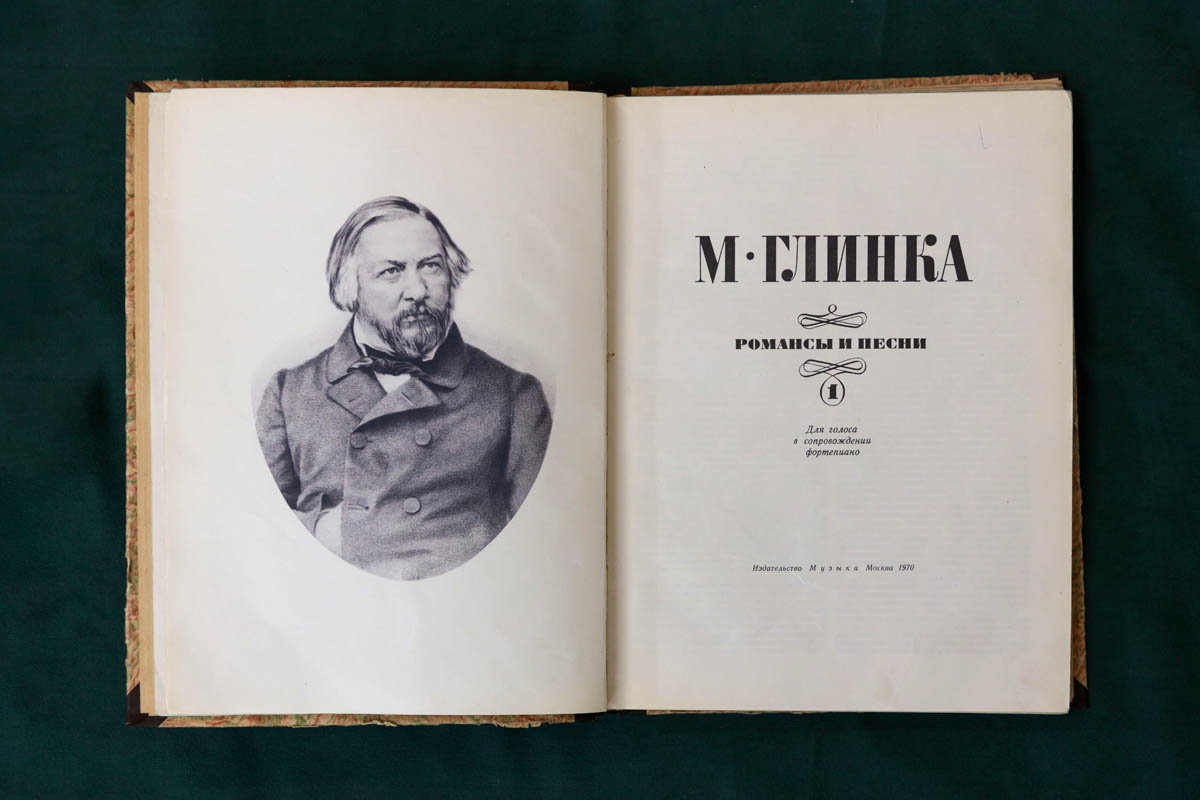 М·ГЛИНКА
РОМАНСЫ И ПЕСНИ
1
Для голоса
в сопровождении
фортепиано
Издательство Музыка Москва 1970